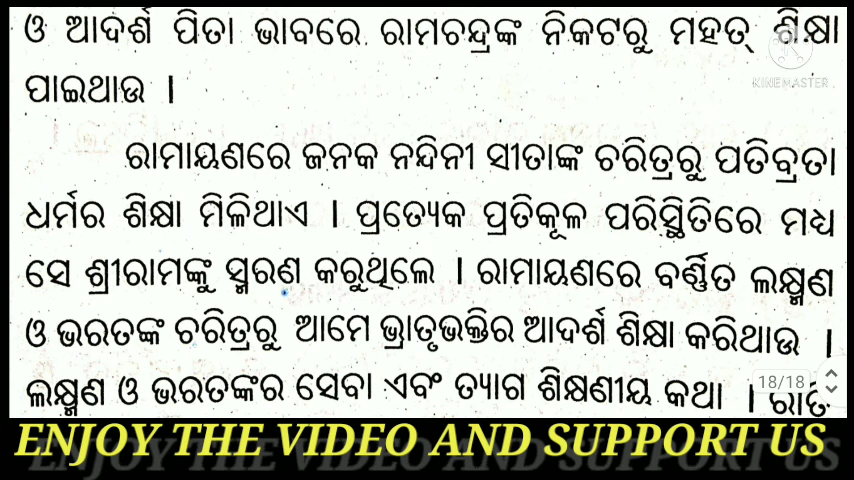 ଓ ଆଦର୍ଶ ପିତା ଭାବରେ ରାମଚନ୍ଦ୍ରଙ୍କ ନିକଟରୁ ମହତ୍ ଶିକ୍ଷା
KINEMASTER
ପାଇଥାଉ ।
ରାମାୟଣରେ ଜନକ ନନ୍ଦିନୀ ସୀତାଙ୍କ ଚରିତ୍ରରୁ ପତିବ୍ରତା
ଧର୍ମର ଶିକ୍ଷା ମିଳିଥାଏ । ପ୍ରତ୍ୟେକ ପ୍ରତିକୂଳ ପରିସ୍ଥିତିରେ ମଧ୍ୟ
ସେ ଶ୍ରୀରାମଙ୍କୁ ସ୍ମରଣ କରୁଥିଲେ । ରାମାୟଣରେ ବର୍ଣ୍ଣିତ ଲକ୍ଷ୍ମଣ
ଓ ଭରତଙ୍କ ଚରିତ୍ରରୁ ଆମେ ଭ୍ରାତୃଭକ୍ତିର ଆଦର୍ଶ ଶିକ୍ଷା କରିଥାଉ ।
ଲକ୍ଷ୍ମଣ ଓ ଭରତଙ୍କର ସେବା ଏବଂ ତ୍ୟାଗ ଶିକ୍ଷଣୀୟ କଥା ।
18/18
ENJOY THE VIDEO AND SUPPORT US